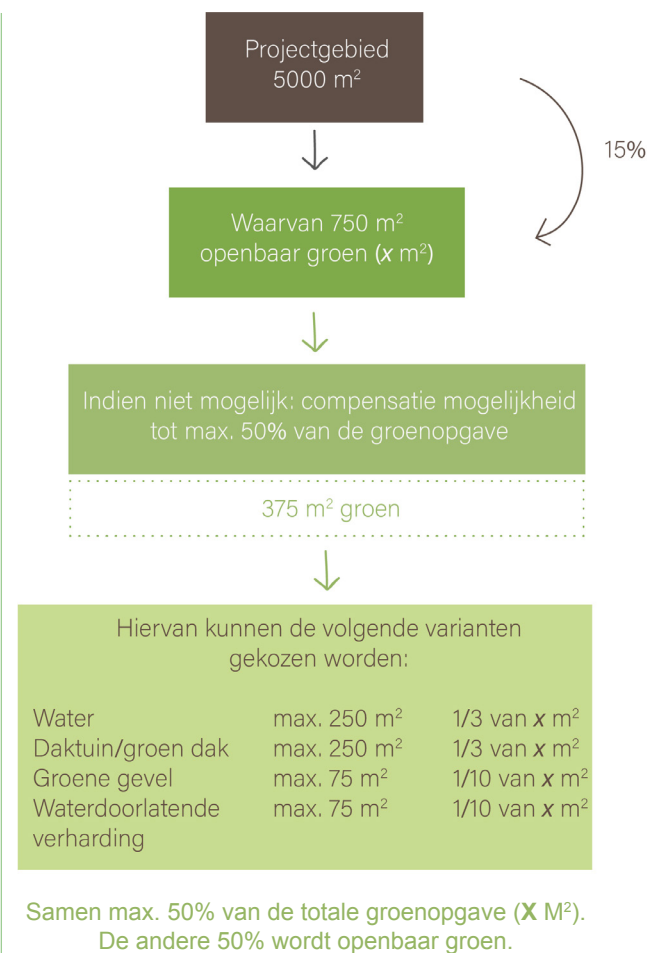 Projectgebied
5000 m²
15%
Waarvan 750 m²
openbaar groen (x m²)
Indien niet mogelijk: compensatie mogelijkheid
tot max. 50% van de groenopgave
375 m² groen
Hiervan kunnen de volgende varianten
gekozen worden:
Water max. 250 m² 1/3 van x m²
Daktuin/groen dak max. 250 m² 1/3 van x m²
Groene gevel max. 75 m² 1/10 van x m²
Waterdoorlatende max. 75 m² 1/10 van x m²
verharding
Samen max. 50% van de totale groenopgave (X M²).
De andere 50% wordt openbaar groen.